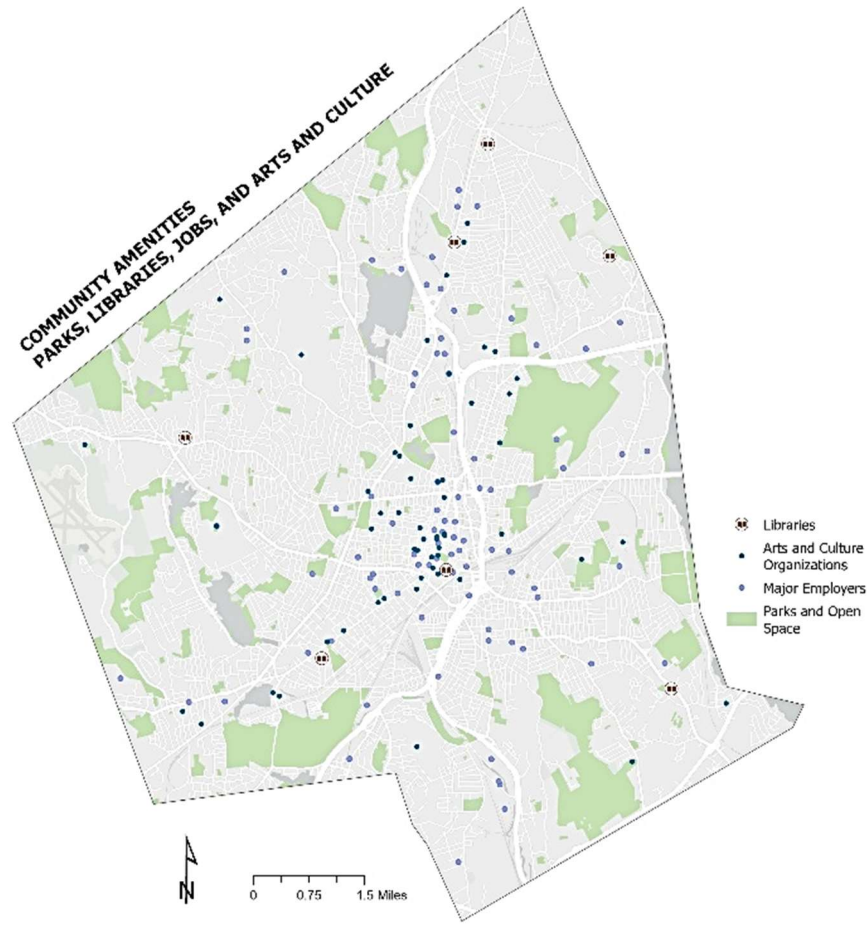 COMMUNITY AMENITIES
PARKS, LIBRARIES, JOBS, AND ARTS AND CULTURE
Libraries
Arts and Culture
Organizations
Major Employers
Parks and Open
Space
N
0 0.75 1.5 Miles